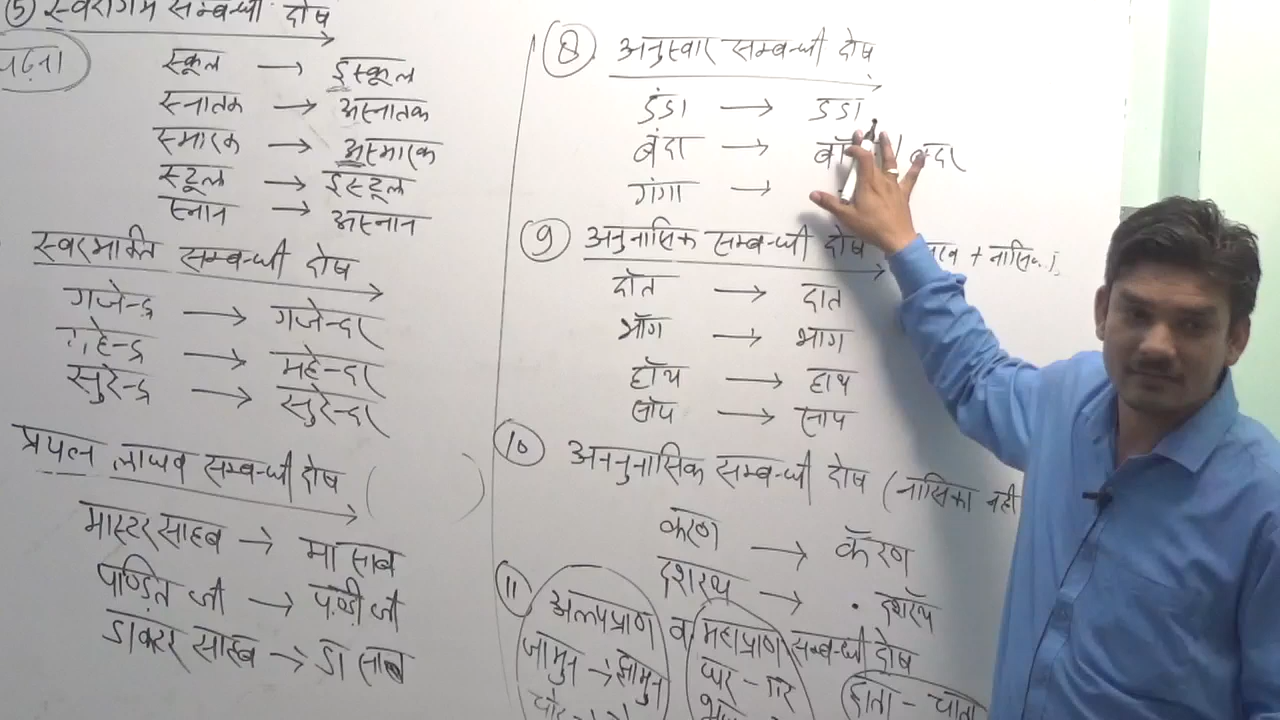 ⑤ स्वरागम सम्बन्धी दोष
स्कूल → इस्कूल
स्नातक → अस्नातक
स्मारक → अस्मारक
स्टूल → इस्टूल
स्नान → अस्नान
स्वरभक्ति सम्बन्धी दोष
गजेन्द्र → गजेन्दर
महेन्द्र → महेन्दर
सुरेन्द्र → सुरेन्दर
प्रयत्न लाघव सम्बन्धी दोष ( )
मास्टर साहब → मा साब
पण्डित जी → पण्डी जी
डाक्टर साहब → डा साब
⑧ अनुस्वार सम्बन्धी दोष
डंडा → डडा
बंदा → / बदा
गंगा →
⑨ अनुनासिक सम्बन्धी दोष + नासिका
दाँत → दात
भाँग → भाग
हाँथ → हाथ
साँप → साप
⑩ अननुनासिक सम्बन्धी दोष (नासिका नहीं
करण → कँरण
दशरथ → दशरँथ
⑪ अल्पप्राण व महाप्राण सम्बन्धी दोष
जामुन → झामुन
घर - गर
छाता - चाता